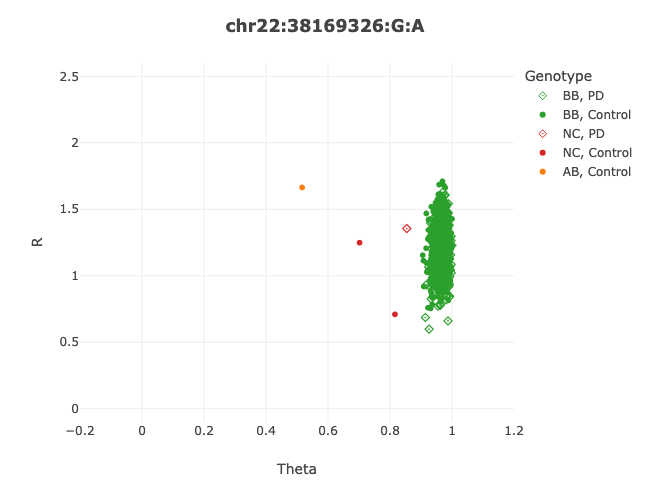 chr22:38169326:G:A
Genotype
BB, PD
BB, Control
NC, PD
NC, Control
AB, Control
2.5
2
1.5
1
0.5
0
R
−0.2
0
0.2
0.4
0.6
0.8
1
1.2
Theta